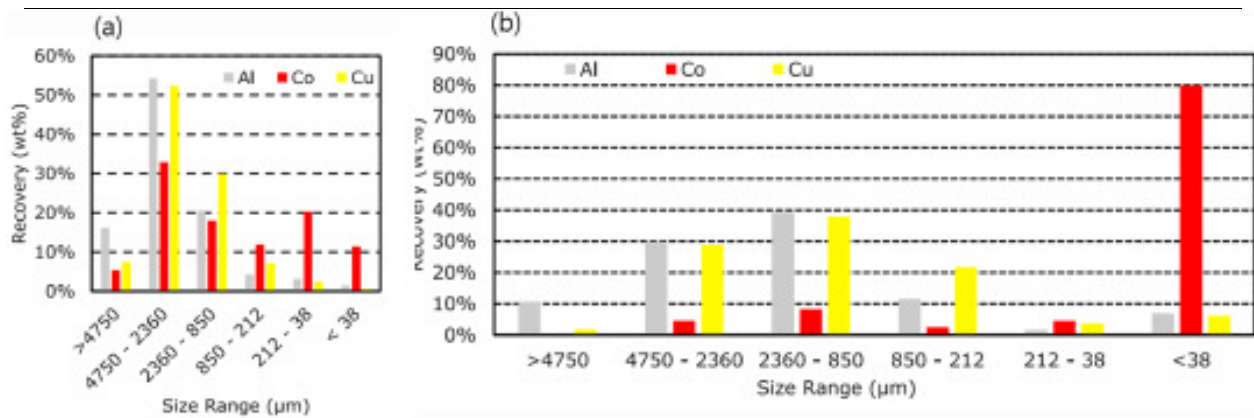 (a)
60%
50%
40%
30%
20%
10%
0%
Recovery (wt%)
Al Co Cu
>4750
4750 - 2360
2360 - 850
850 - 212
212 - 38
< 38
Size Range (µm)
(b)
90%
80%
70%
60%
50%
40%
30%
20%
10%
0%
Recovery (wt%)
Al Co Cu
>4750 4750 - 2360 2360 - 850 850 - 212 212 - 38 <38
Size Range (µm)